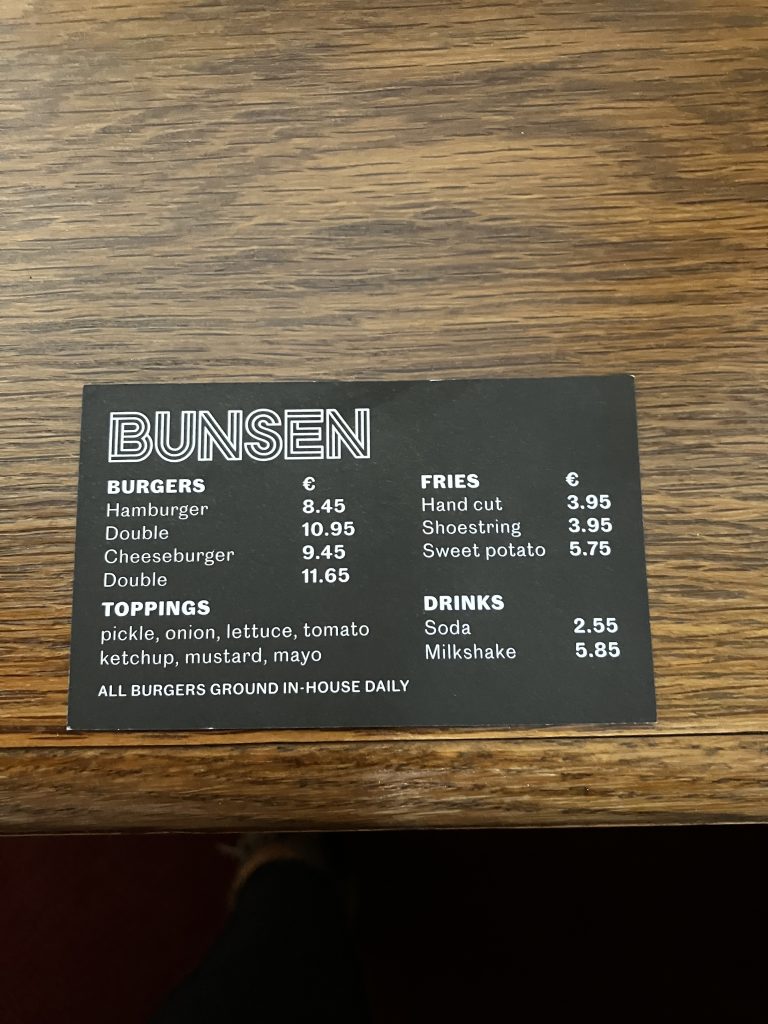 BUNSEN
BURGERS €
Hamburger 8.45
Double 10.95
Cheeseburger 9.45
Double 11.65
TOPPINGS
pickle, onion, lettuce, tomato
ketchup, mustard, mayo
ALL BURGERS GROUND IN-HOUSE DAILY
FRIES €
Hand cut 3.95
Shoestring 3.95
Sweet potato 5.75
DRINKS
Soda 2.55
Milkshake 5.85